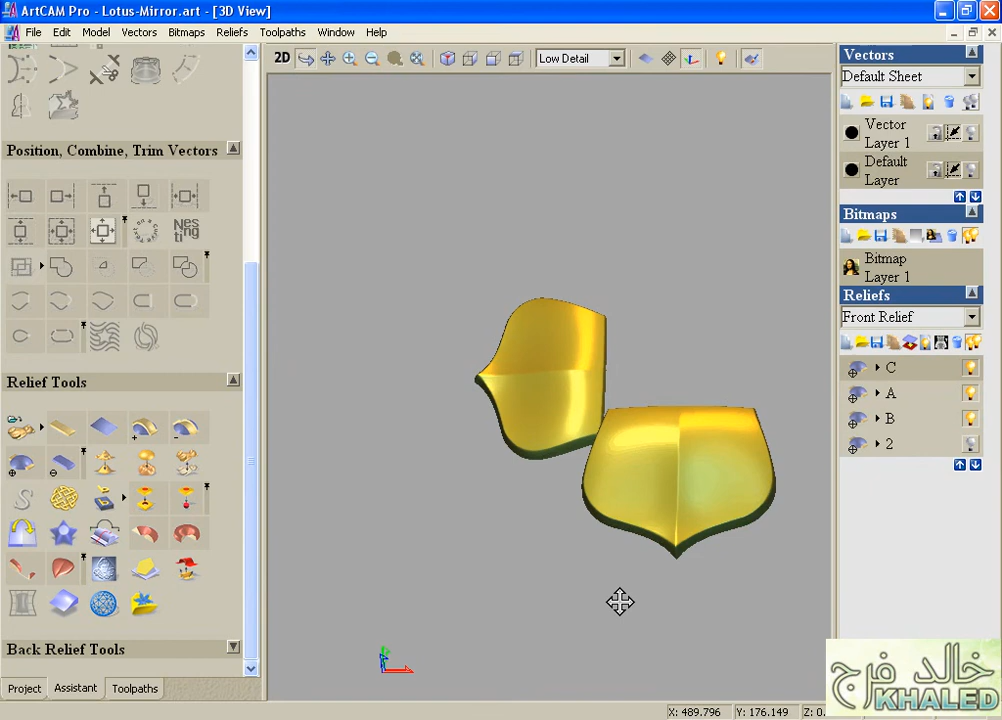 ArtCAM Pro - Lotus-Mirror.art - [3D View]
File Edit Model Vectors Bitmaps Reliefs Toolpaths Window Help
2D
Low Detail
Vectors
Default Sheet
Vector
Layer 1
Default
Layer
Bitmaps
Bitmap
Layer 1
Reliefs
Front Relief
C
A
B
2
Position, Combine, Trim Vectors
Nes
ting
Relief Tools
Back Relief Tools
Project Assistant Toolpaths
X: 489.796 Y: 176.149 Z: 0.
خالد فرج
KHALED